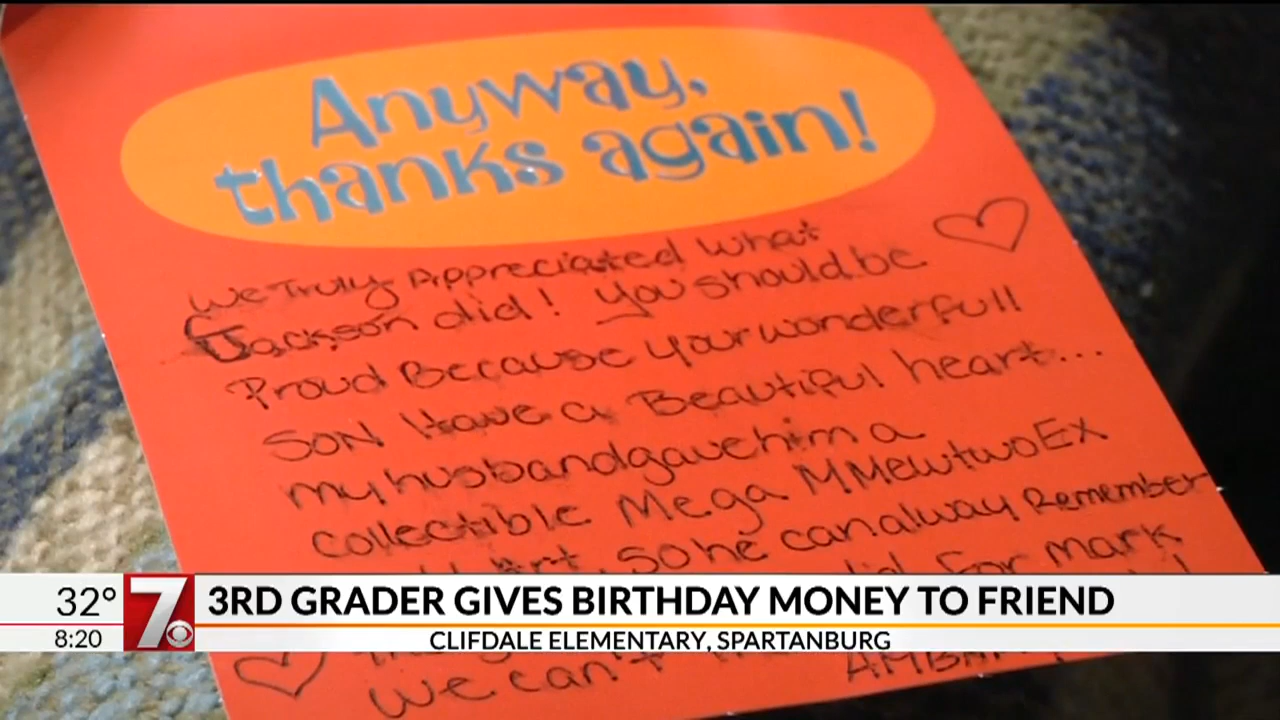 Anyway,
thanks again!
We Truly Appreciated what
Jackson did! you should be
Proud Because your wonderfull
SON Have a Beautiful heart...
my husband gave him a
collectible Mega MMewtwo EX
so he can alway Remember
For mark
we can't
32°
8:20
7
3RD GRADER GIVES BIRTHDAY MONEY TO FRIEND
CLIFDALE ELEMENTARY, SPARTANBURG